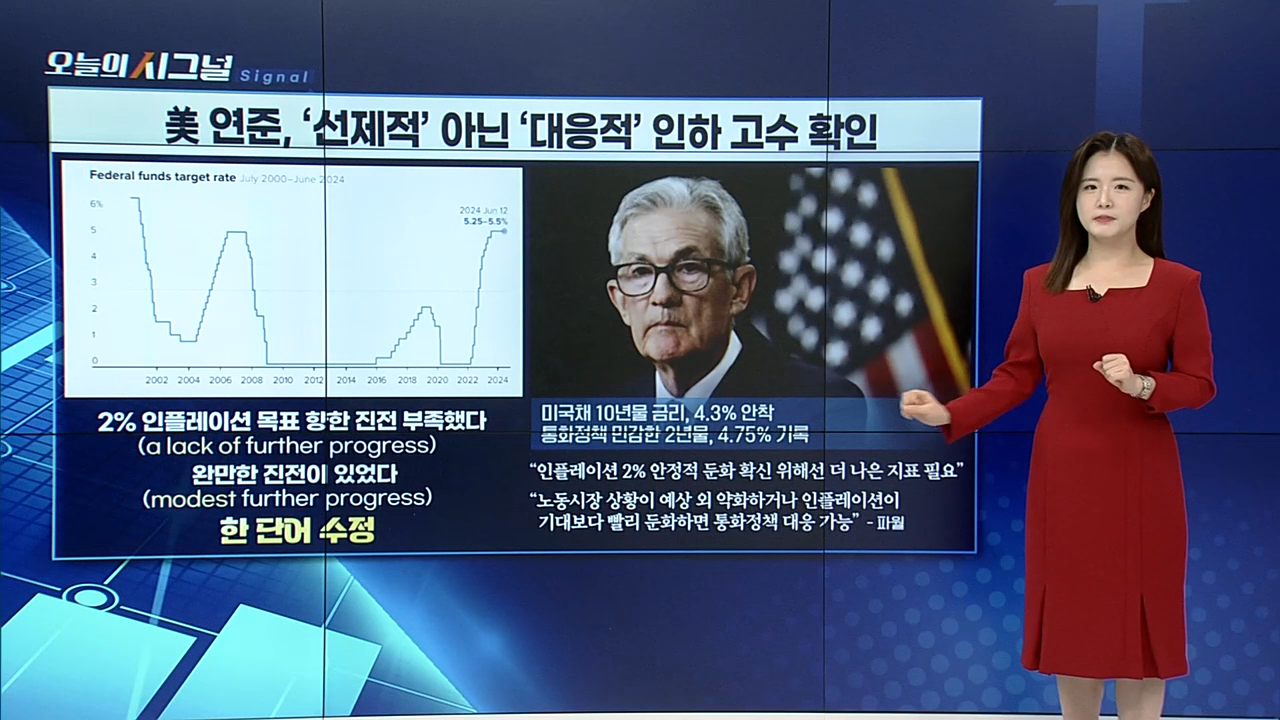 오늘의 시그널 Signal
美 연준, ‘선제적’ 아닌 ‘대응적’ 인하 고수 확인
Federal funds target rate July 2000–June 2024
6%
5
4
3
2
1
0
2024 Jun 12
5.25–5.5%
2002 2004 2006 2008 2010 2012 2014 2016 2018 2020 2022 2024
2% 인플레이션 목표 향한 진전 부족했다
(a lack of further progress)
완만한 진전이 있었다
(modest further progress)
한 단어 수정
미국채 10년물 금리, 4.3% 안착
통화정책 민감한 2년물, 4.75% 기록
“인플레이션 2% 안정적 둔화 확신 위해선 더 나은 지표 필요”
“노동시장 상황이 예상 외 약화하거나 인플레이션이
기대보다 빨리 둔화하면 통화정책 대응 가능” - 파월